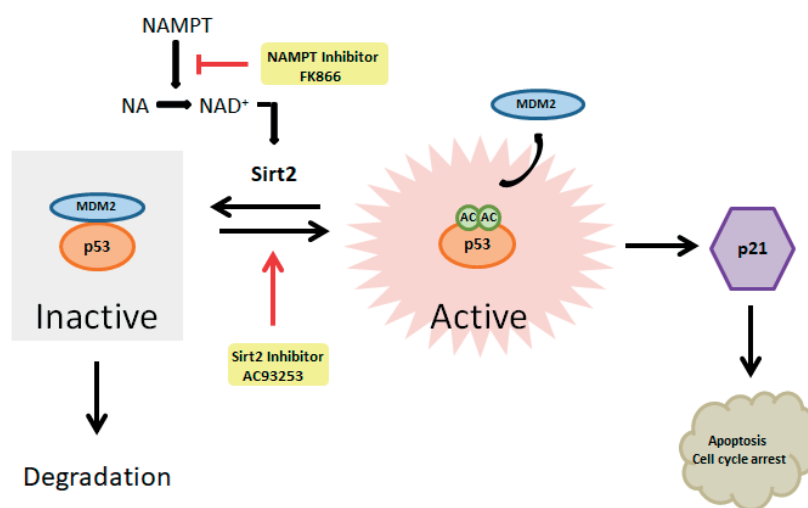 NAMPT
NAMPT Inhibitor
FK866
NA
NAD⁺
MDM2
Sirt2
MDM2
p53
Inactive
AC AC
p53
Active
p21
Sirt2 Inhibitor
AC93253
Degradation
Apoptosis
Cell cycle arrest